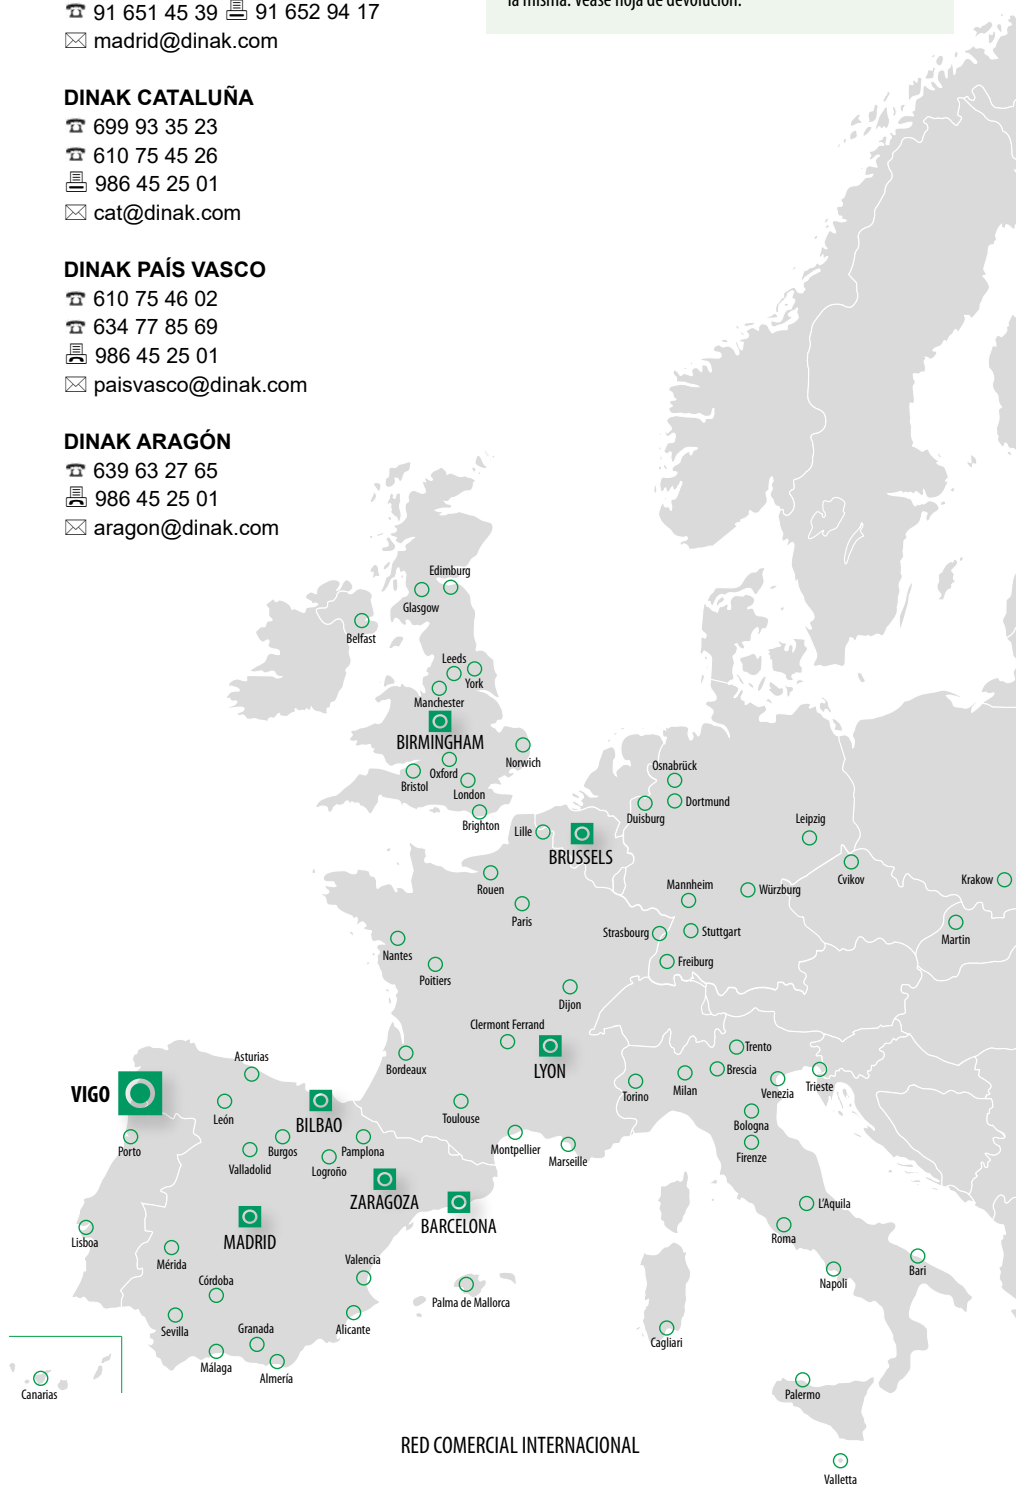 91 651 45 39 91 652 94 17
madrid@dinak.com
la misma. Véase hoja de devolución.
DINAK CATALUÑA
699 93 35 23
610 75 45 26
986 45 25 01
cat@dinak.com
DINAK PAÍS VASCO
610 75 46 02
634 77 85 69
986 45 25 01
paisvasco@dinak.com
DINAK ARAGÓN
639 63 27 65
986 45 25 01
aragon@dinak.com
Edimburg
Glasgow
Belfast
Leeds
York
Manchester
BIRMINGHAM
Norwich
Oxford
Bristol
London
Brighton
Osnabrück
Dortmund
Duisburg
Leipzig
Lille
BRUSSELS
Cvikov
Krakow
Rouen
Mannheim
Würzburg
Paris
Strasbourg
Stuttgart
Martin
Nantes
Freiburg
Poitiers
Dijon
Clermont Ferrand
LYON
Bordeaux
Trento
Brescia
Trieste
Torino
Milan
Venezia
Asturias
VIGO
León
BILBAO
Toulouse
Bologna
Porto
Burgos
Pamplona
Montpellier
Marseille
Firenze
Valladolid
Logroño
ZARAGOZA
BARCELONA
L'Aquila
Roma
Lisboa
MADRID
Mérida
Valencia
Napoli
Bari
Córdoba
Palma de Mallorca
Sevilla
Granada
Alicante
Cagliari
Málaga
Almería
Canarias
Palermo
RED COMERCIAL INTERNACIONAL
Valletta